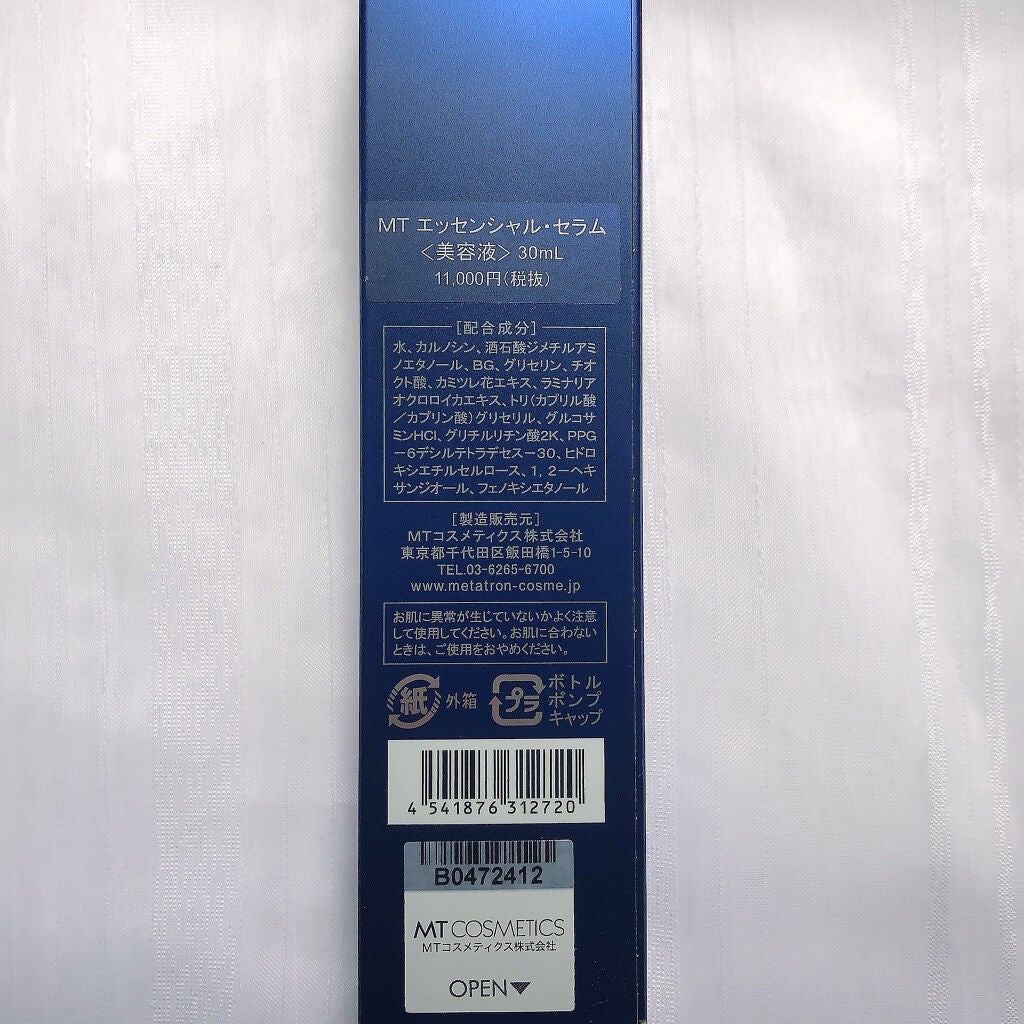 MT エッセンシャル・セラム
〈美容液〉 30mL
11,000円(税抜)
[配合成分]
水、カルノシン、酒石酸ジメチルアミ
ノエタノール、BG、グリセリン、チオ
クト酸、カミツレ花エキス、ラミナリア
オクロロイカエキス、トリ(カプリル酸
/カプリン酸)グリセリル、グルコサ
ミンHCl、グリチルリチン酸2K、PPG
-6デシルテトラデセス-30、ヒドロ
キシエチルセルロース、1, 2-ヘキ
サンジオール、フェノキシエタノール
[製造販売元]
MTコスメティクス株式会社
東京都千代田区飯田橋1-5-10
TEL.03-6265-6700
www.metatron-cosme.jp
お肌に異常が生じていないかよく注意
して使用してください。お肌に合わない
ときは、ご使用をおやめください。
紙 外箱 プラ ボトル
ポンプ
キャップ
4 541876 312720
B0472412
MT COSMETICS
MTコスメティクス株式会社
OPEN▼